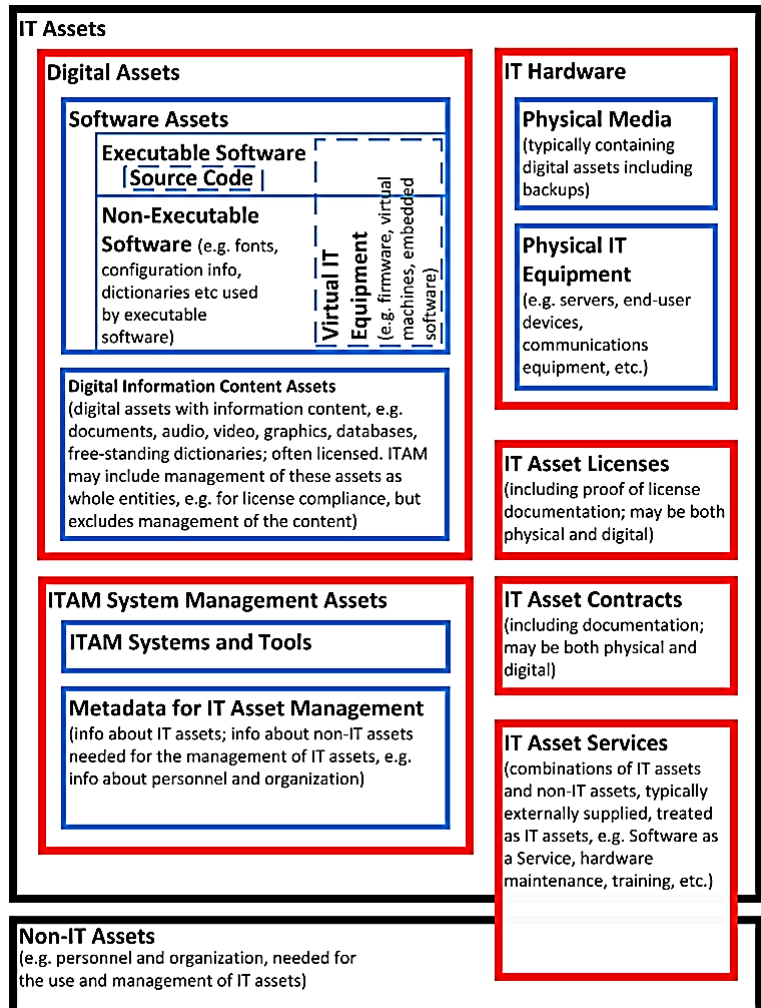 IT Assets
Digital Assets
Software Assets
Executable Software
Source Code
Non-Executable
Software (e.g. fonts,
configuration info,
dictionaries etc used
by executable
software)
Virtual IT
Equipment
(e.g. firmware, virtual
machines, embedded
software)
Digital Information Content Assets
(digital assets with information content, e.g.
documents, audio, video, graphics, databases,
free-standing dictionaries; often licensed. ITAM
may include management of these assets as
whole entities, e.g. for license compliance, but
excludes management of the content)
ITAM System Management Assets
ITAM Systems and Tools
Metadata for IT Asset Management
(info about IT assets; info about non-IT assets
needed for the management of IT assets, e.g.
info about personnel and organization)
IT Hardware
Physical Media
(typically containing
digital assets including
backups)
Physical IT
Equipment
(e.g. servers, end-user
devices,
communications
equipment, etc.)
IT Asset Licenses
(including proof of license
documentation; may be both
physical and digital)
IT Asset Contracts
(including documentation;
may be both physical and
digital)
IT Asset Services
(combinations of IT assets
and non-IT assets, typically
externally supplied, treated
as IT assets, e.g. Software as
a Service, hardware
maintenance, training, etc.)
Non-IT Assets
(e.g. personnel and organization, needed for
the use and management of IT assets)